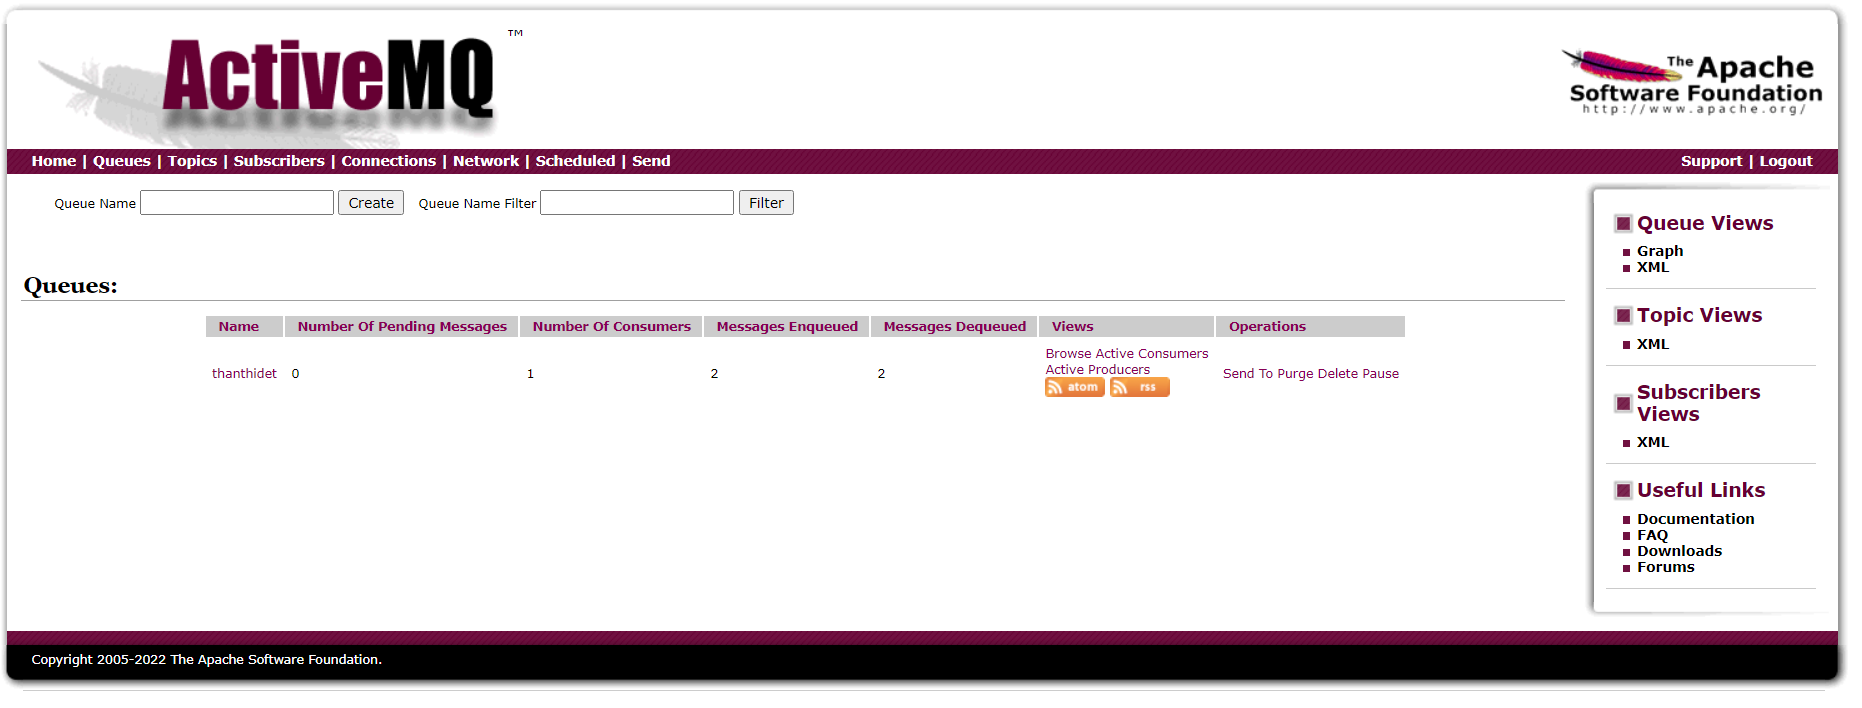 ActiveMQ ™
The Apache
Software Foundation
http://www.apache.org/
Home | Queues | Topics | Subscribers | Connections | Network | Scheduled | Send
Support | Logout
Queue Name Create Queue Name Filter Filter
Queues:
Name Number Of Pending Messages Number Of Consumers Messages Enqueued Messages Dequeued Views Operations
thanthidet 0 1 2 2
Browse Active Consumers
Active Producers
atom rss
Send To Purge Delete Pause
Queue Views
Graph
XML
Topic Views
XML
Subscribers
Views
XML
Useful Links
Documentation
FAQ
Downloads
Forums
Copyright 2005-2022 The Apache Software Foundation.